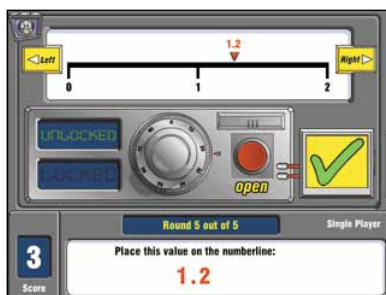 1.2
Left
Right
0 1 2
UNLOCKED
LOCKED
open
Round 5 out of 5
Single Player
3
Score
Place this value on the numberline:
1.2